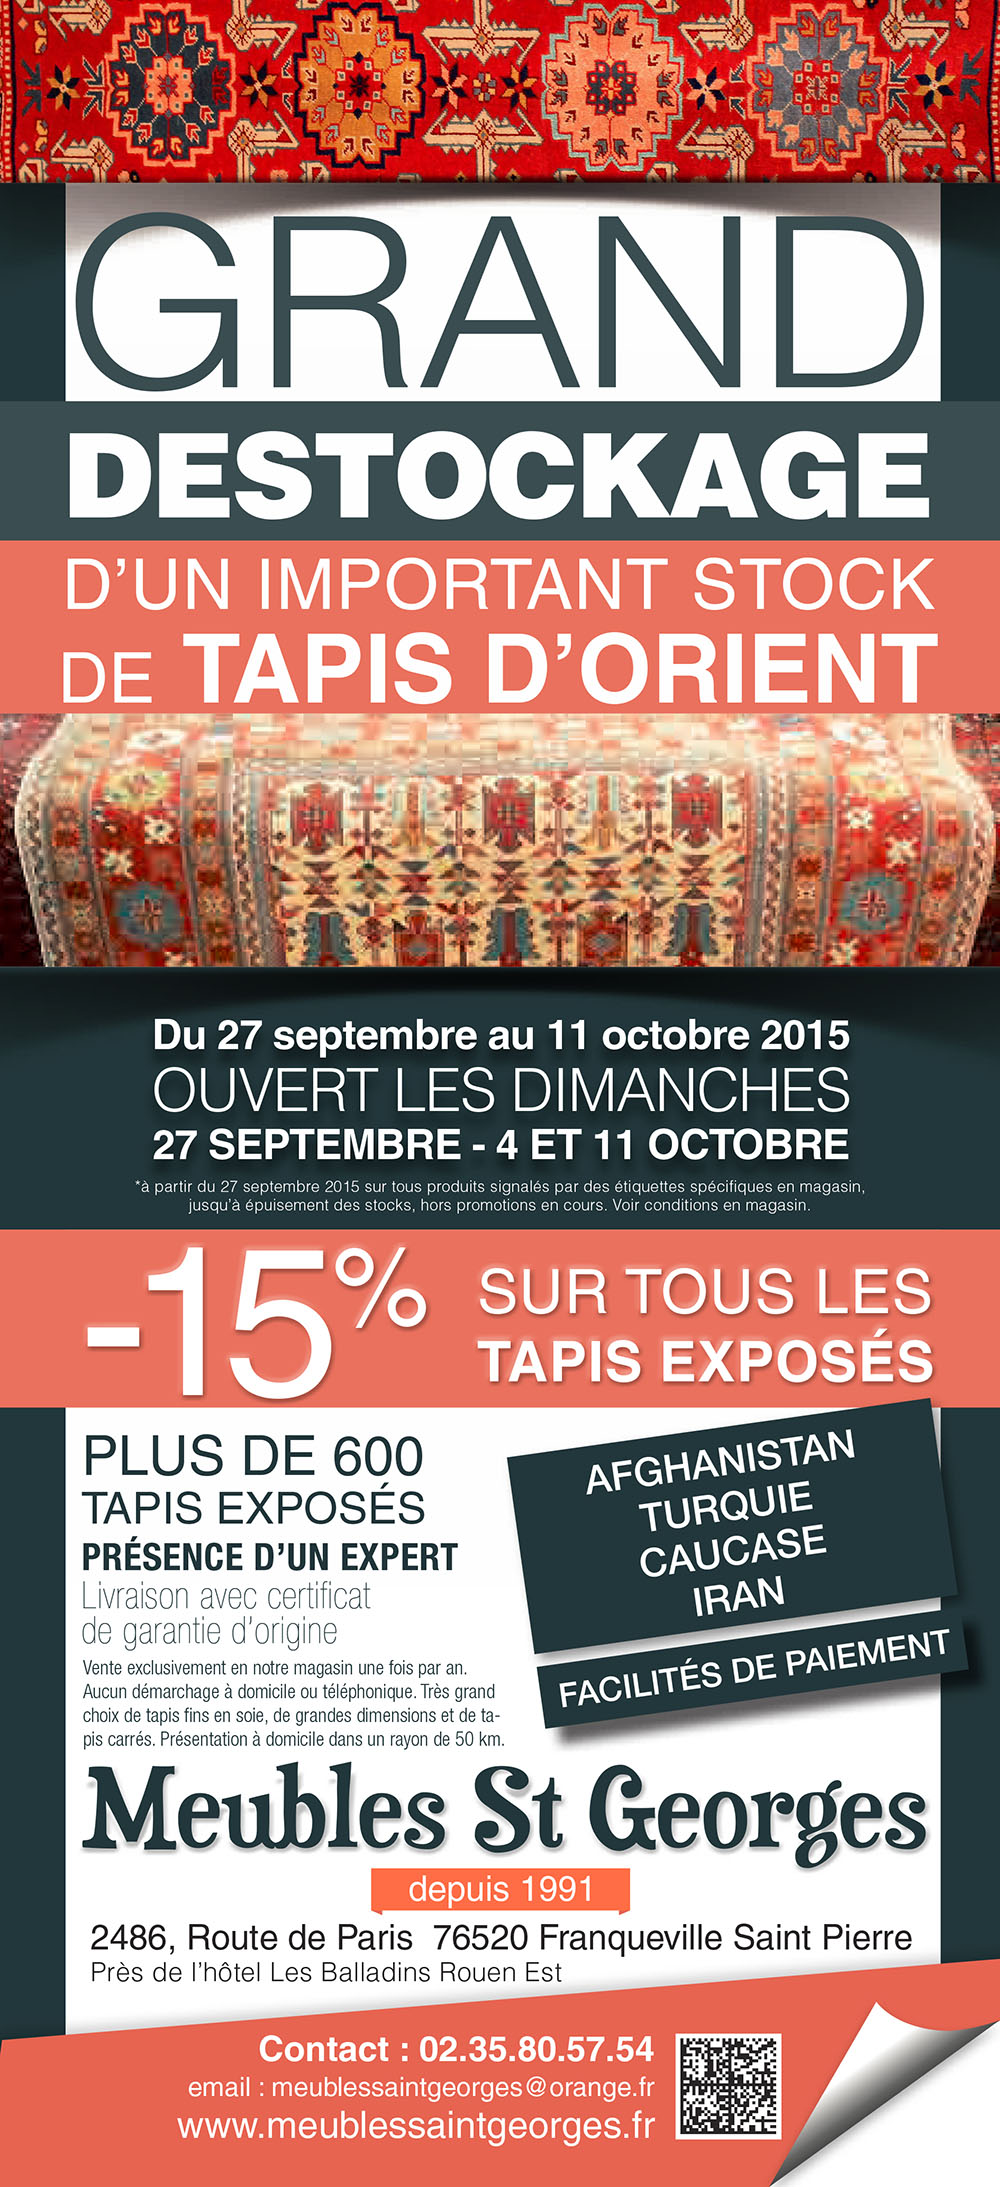 GRAND
DESTOCKAGE
D'UN IMPORTANT STOCK
DE TAPIS D'ORIENT
Du 27 septembre au 11 octobre 2015
OUVERT LES DIMANCHES
27 SEPTEMBRE - 4 ET 11 OCTOBRE
*à partir du 27 septembre 2015 sur tous produits signalés par des étiquettes spécifiques en magasin,
jusqu'à épuisement des stocks, hors promotions en cours. Voir conditions en magasin.
-15%
SUR TOUS LES
TAPIS EXPOSÉS
PLUS DE 600
TAPIS EXPOSÉS
PRÉSENCE D'UN EXPERT
Livraison avec certificat
de garantie d'origine
Vente exclusivement en notre magasin une fois par an.
Aucun démarchage à domicile ou téléphonique. Très grand
choix de tapis fins en soie, de grandes dimensions et de ta-
pis carrés. Présentation à domicile dans un rayon de 50 km.
AFGHANISTAN
TURQUIE
CAUCASE
IRAN
FACILITÉS DE PAIEMENT
Meubles St Georges
depuis 1991
2486, Route de Paris 76520 Franqueville Saint Pierre
Près de l'hôtel Les Balladins Rouen Est
Contact : 02.35.80.57.54
email : meublessaintgeorges@orange.fr
www.meublessaintgeorges.fr